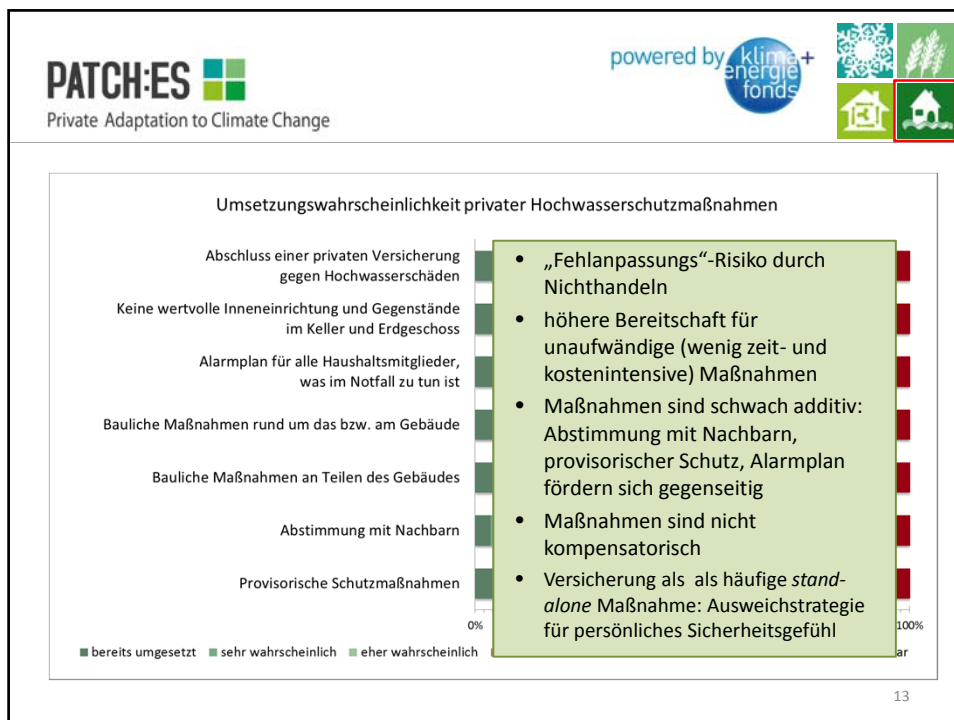 powered by klima+
energie
fonds
PATCH:ES
Private Adaptation to Climate Change
Umsetzungswahrscheinlichkeit privater Hochwasserschutzmaßnahmen
Abschluss einer privaten Versicherung
gegen Hochwasserschäden
Keine wertvolle Inneneinrichtung und Gegenstände
im Keller und Erdgeschoss
Alarmplan für alle Haushaltsmitglieder,
was im Notfall zu tun ist
Bauliche Maßnahmen rund um das bzw. am Gebäude
Bauliche Maßnahmen an Teilen des Gebäudes
Abstimmung mit Nachbarn
Provisorische Schutzmaßnahmen
• „Fehlanpassungs“-Risiko durch
Nichthandeln
• höhere Bereitschaft für
unaufwändige (wenig zeit- und
kostenintensive) Maßnahmen
• Maßnahmen sind schwach additiv:
Abstimmung mit Nachbarn,
provisorischer Schutz, Alarmplan
fördern sich gegenseitig
• Maßnahmen sind nicht
kompensatorisch
• Versicherung als als häufige stand-
alone Maßnahme: Ausweichstrategie
für persönliches Sicherheitsgefühl
0% 100%
bereits umgesetzt sehr wahrscheinlich eher wahrscheinlich ar
13